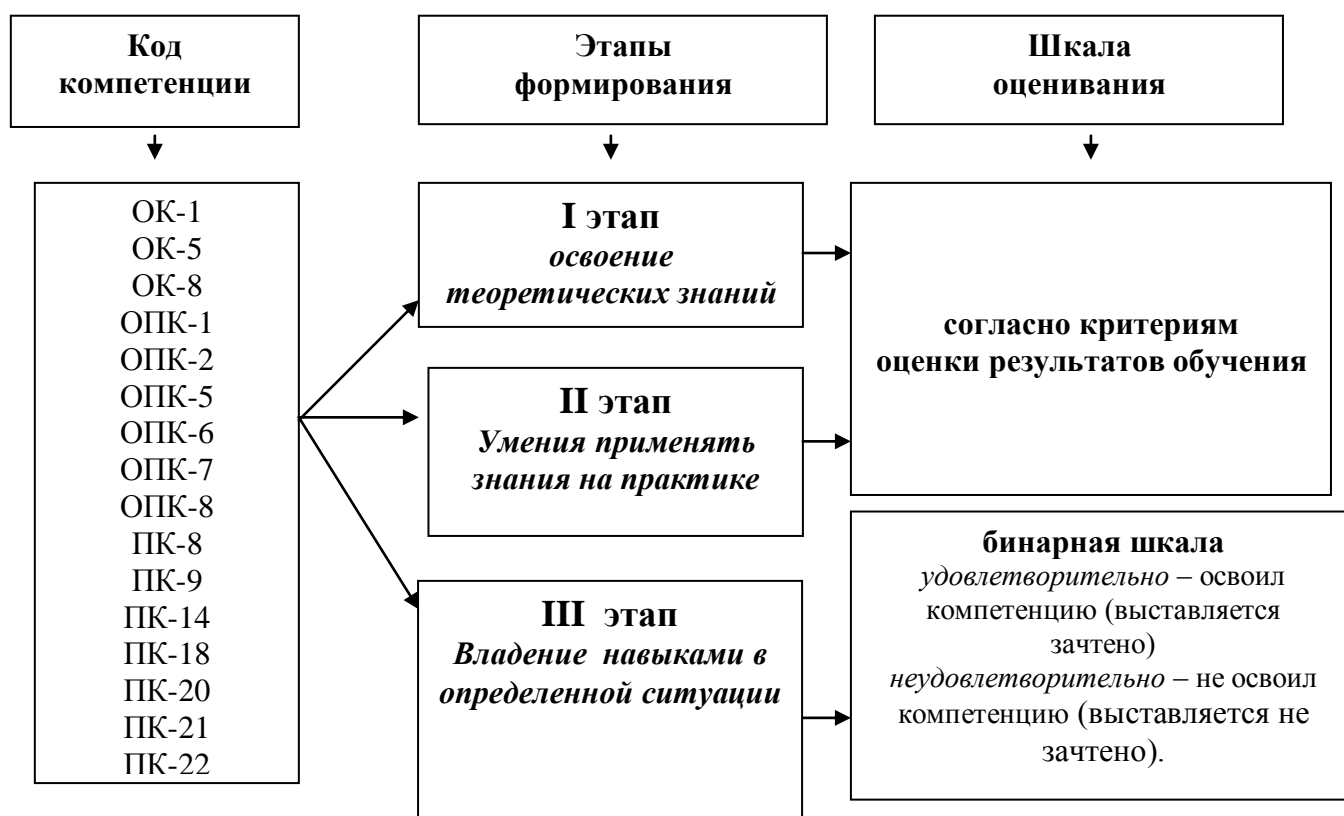 Код
компетенции
Этапы
формирования
Шкала
оценивания
ОК-1
ОК-5
ОК-8
ОПК-1
ОПК-2
ОПК-5
ОПК-6
ОПК-7
ОПК-8
ПК-8
ПК-9
ПК-14
ПК-18
ПК-20
ПК-21
ПК-22
I этап
освоение
теоретических знаний
II этап
Умения применять
знания на практике
III этап
Владение навыками в
определенной ситуации
согласно критериям
оценки результатов обучения
бинарная шкала
удовлетворительно – освоил
компетенцию (выставляется
зачтено)
неудовлетворительно – не освоил
компетенцию (выставляется не
зачтено).